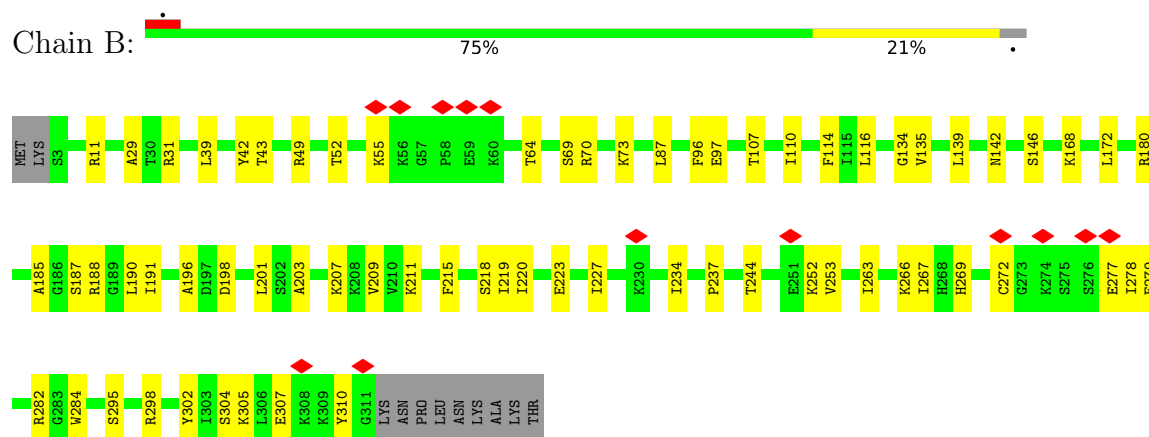 Chain B:
75%
21%
MET LYS S3 R11 A29 T30 R31 L39 Y42 T43 R49 T52 K55 K56 G57 P58 E59 K60 T64 S69 R70 K73 L87 F96 E97 T107 I110 F114 I115 L116 G134 V135 L139 N142 S146 K168 L172 R180
A185 G186 S187 R188 G189 L190 I191 A196 D197 D198 L201 S202 A203 K207 K208 V209 V210 K211 F215 S218 I219 I220 E223 I227 K230 I234 P237 T244 E251 K252 V253 I263 K266 I267 H268 H269 C272 G273 K274 S275 S276 E277 I278
R282 G283 W284 S295 R298 Y302 I303 S304 K305 L306 E307 K308 K309 Y310 G311 LYS ASN PRO LEU ASN LYS ALA LYS THR